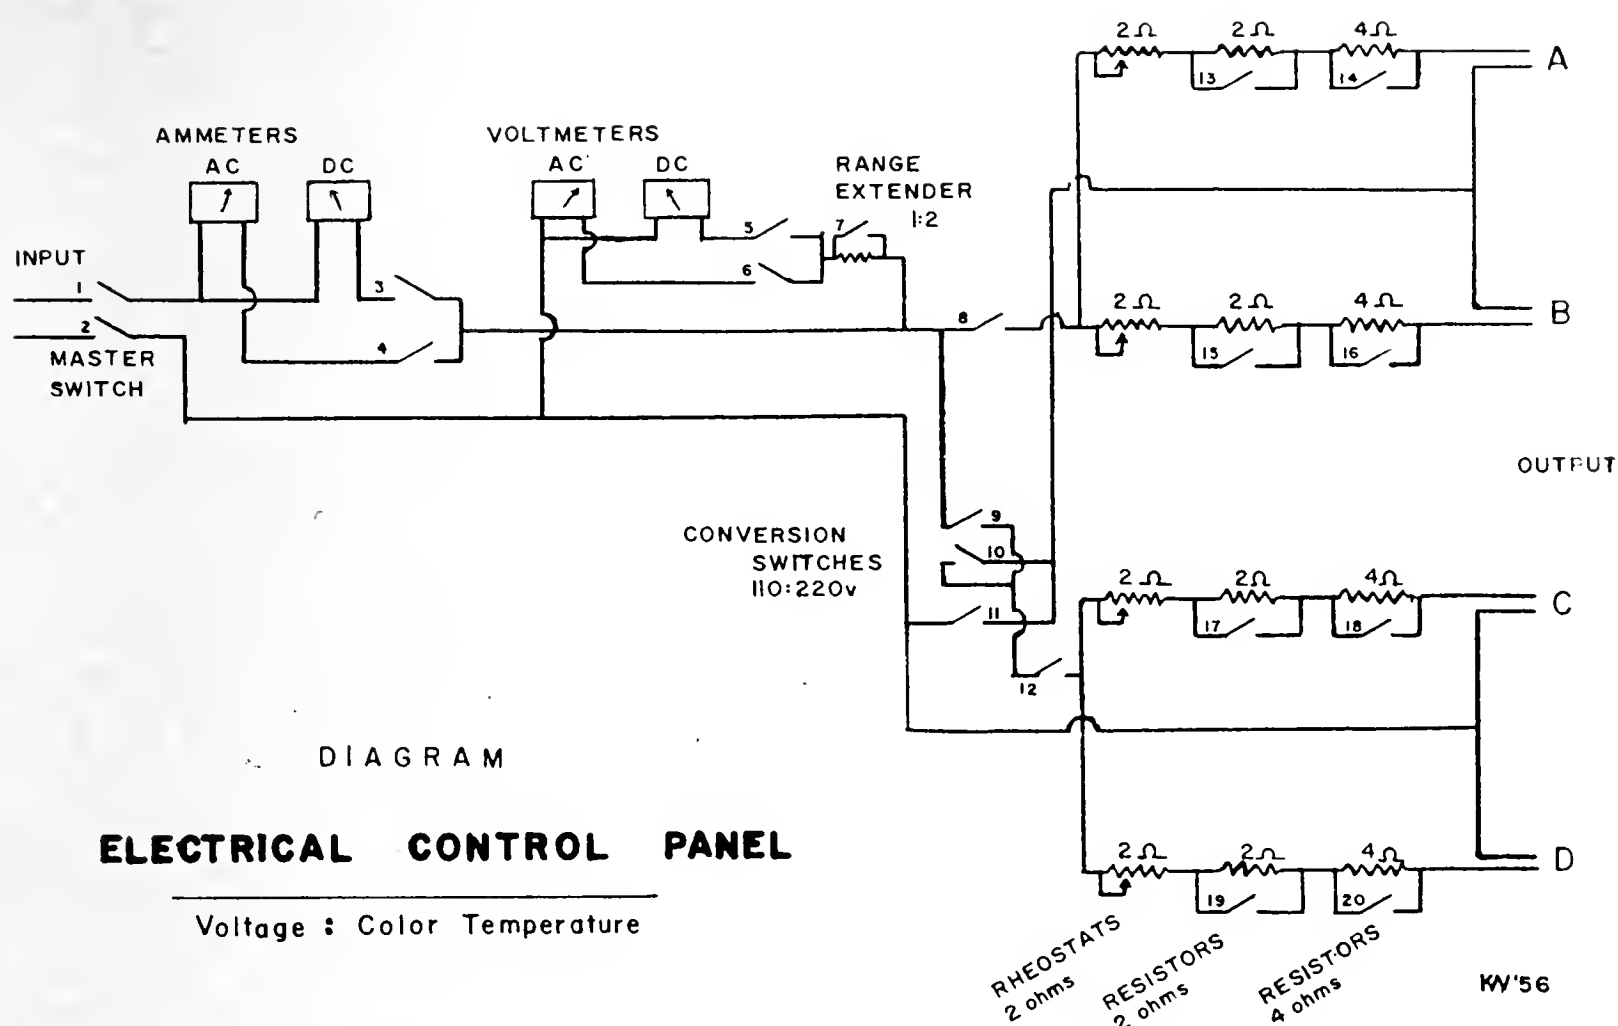 2Ω 2Ω 4Ω
A
13 14
AMMETERS
AC DC
VOLTMETERS
AC DC
RANGE
EXTENDER
1:2
INPUT
1
2
MASTER
SWITCH
3
4
5
6
7
8
2Ω 2Ω 4Ω
B
15 16
OUTPUT
CONVERSION
SWITCHES
110:220v
9
10
11
12
2Ω 2Ω 4Ω
C
17 18
DIAGRAM
ELECTRICAL CONTROL PANEL
Voltage : Color Temperature
2Ω 2Ω 4Ω
D
19 20
RHEOSTATS
2 ohms
RESISTORS
2 ohms
RESISTORS
4 ohms
KW'56